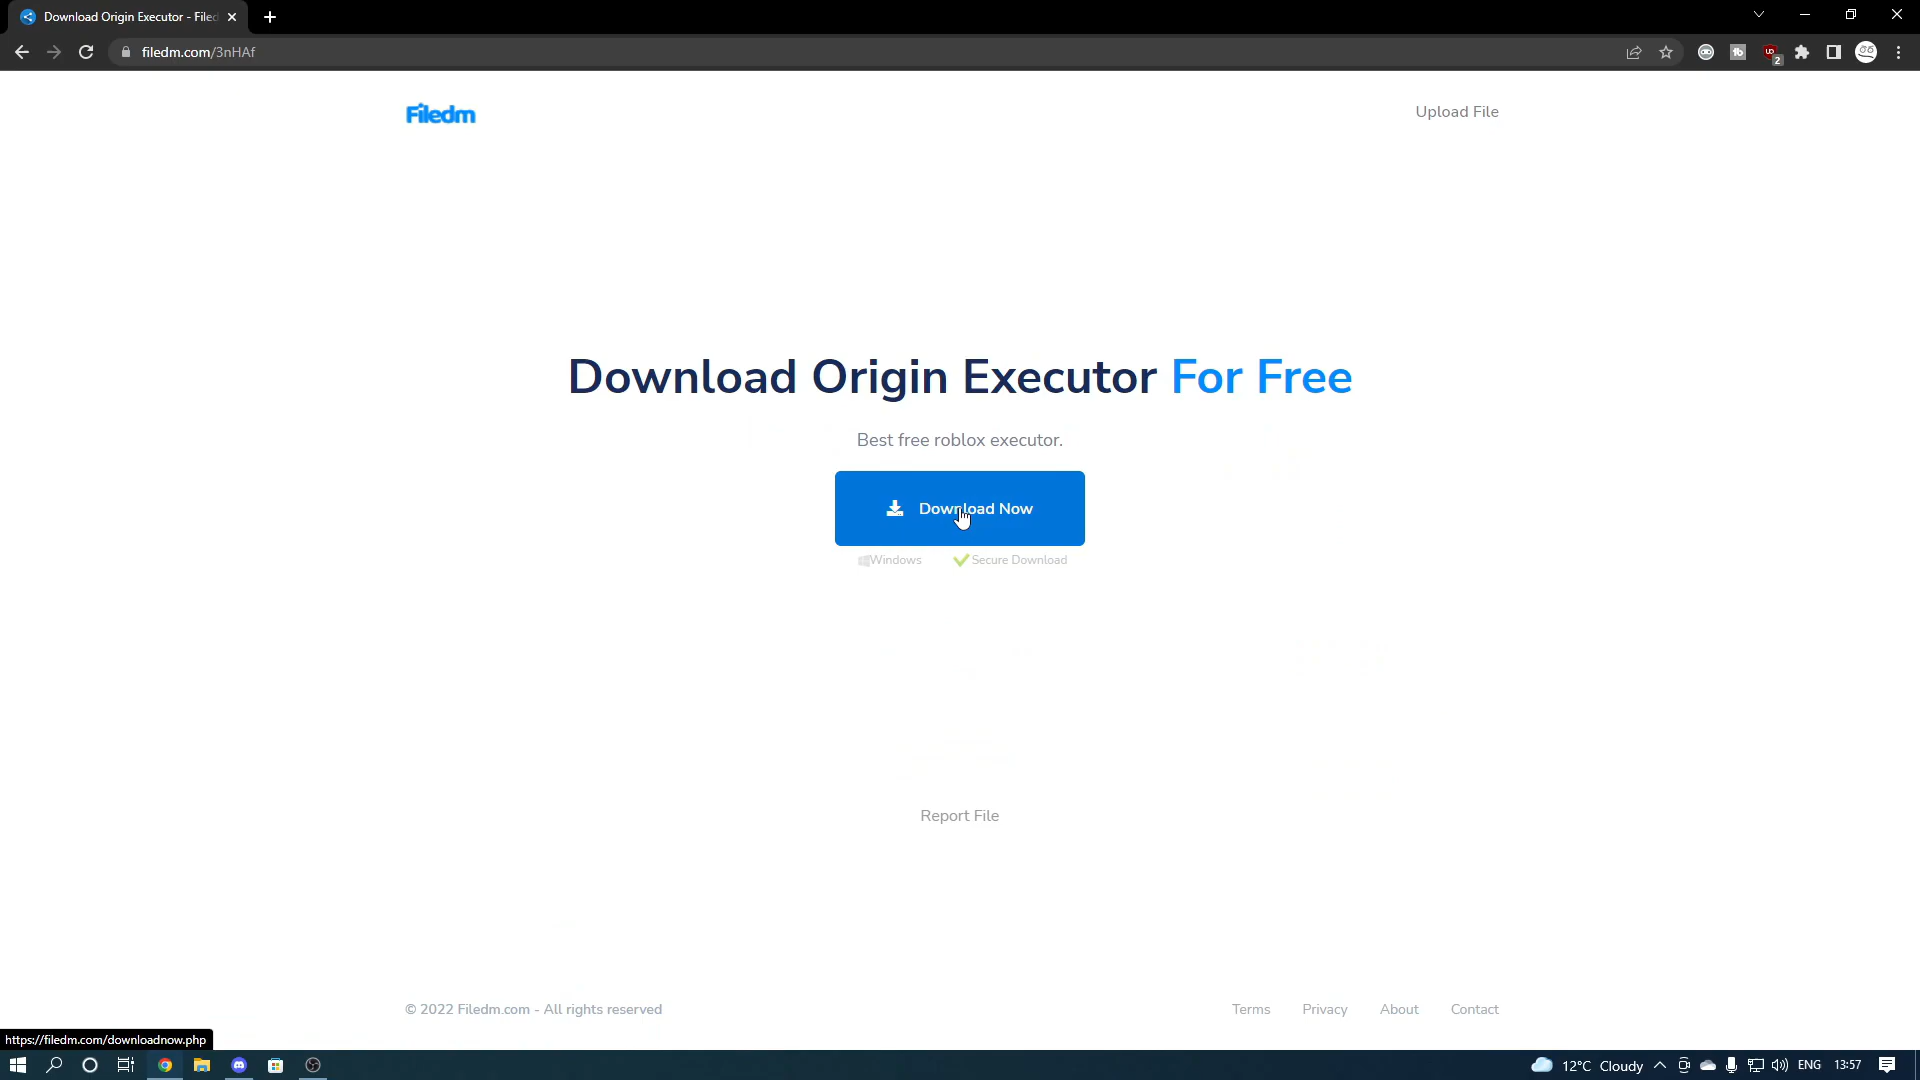 Download Origin Executor - Filed
filedm.com/3nHAf
2
Filedm
Upload File
Download Origin Executor For Free
Best free roblox executor.
Download Now
Windows
Secure Download
Report File
© 2022 Filedm.com - All rights reserved
Terms
Privacy
About
Contact
https://filedm.com/downloadnow.php
12°C Cloudy
ENG
13:57